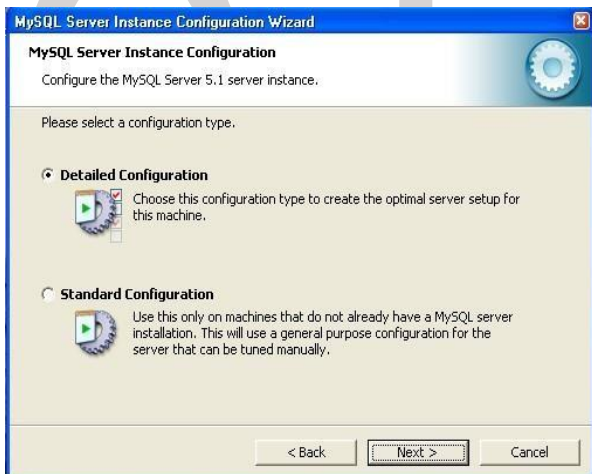 MySQL Server Instance Configuration Wizard
MySQL Server Instance Configuration
Configure the MySQL Server 5.1 server instance.
Please select a configuration type.
Detailed Configuration
Choose this configuration type to create the optimal server setup for
this machine.
Standard Configuration
Use this only on machines that do not already have a MySQL server
installation. This will use a general purpose configuration for the
server that can be tuned manually.
< Back
Next >
Cancel